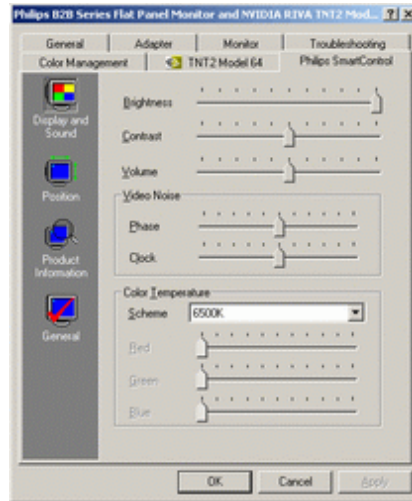 Philips B2B Series Flat Panel Monitor and NVIDIA RIVA TNT2 Mod...
General Adapter Monitor Troubleshooting
Color Management TNT2 Model 64 Philips SmartControl
Display and Sound
Position
Product Information
General
Brightness
Contrast
Volume
Video Noise
Phase
Clock
Color Temperature
Scheme 6500K
Red
Green
Blue
OK Cancel Apply